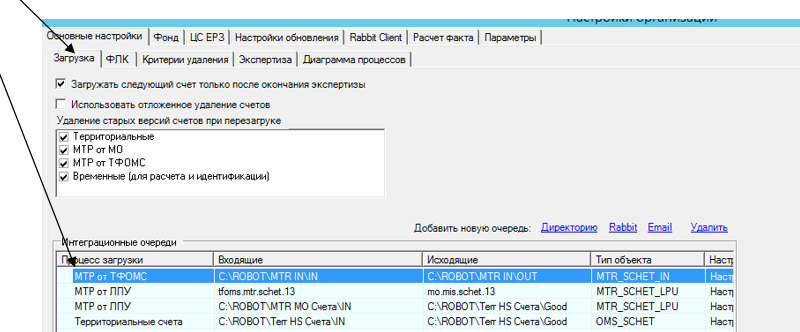 Настройки организации
Основные настройки Фонд ЦС ЕРЗ Настройки обновления Rabbit Client Расчет факта Параметры
Загрузка ФЛК Критерии удаления Экспертиза Диаграмма процессов
Загружать следующий счет только после окончания экспертизы
Использовать отложенное удаление счетов
Удаление старых версий счетов при перезагрузке
Территориальные
МТР от МО
МТР от ТФОМС
Временные (для расчета и идентификации)
Добавить новую очередь: Директорию Rabbit Email Удалить
Интеграционные очереди
Процесс загрузки Входящие Исходящие Тип объекта Настр
МТР от ТФОМС C:\ROBOT\MTR IN\IN C:\ROBOT\MTR IN\OUT MTR_SCHET_IN Наст
МТР от ЛПУ tfoms.mtr.schet.13 mo.mis.schet.13 MTR_SCHET_LPU Наст
МТР от ЛПУ C:\ROBOT\MTR MO Счета\IN C:\ROBOT\Terr HS Счета\Good MTR_SCHET_LPU Наст
Территориальные счета C:\ROBOT\Terr HS Счета\IN C:\ROBOT\Terr HS Счета\Good OMS_SCHET Наст